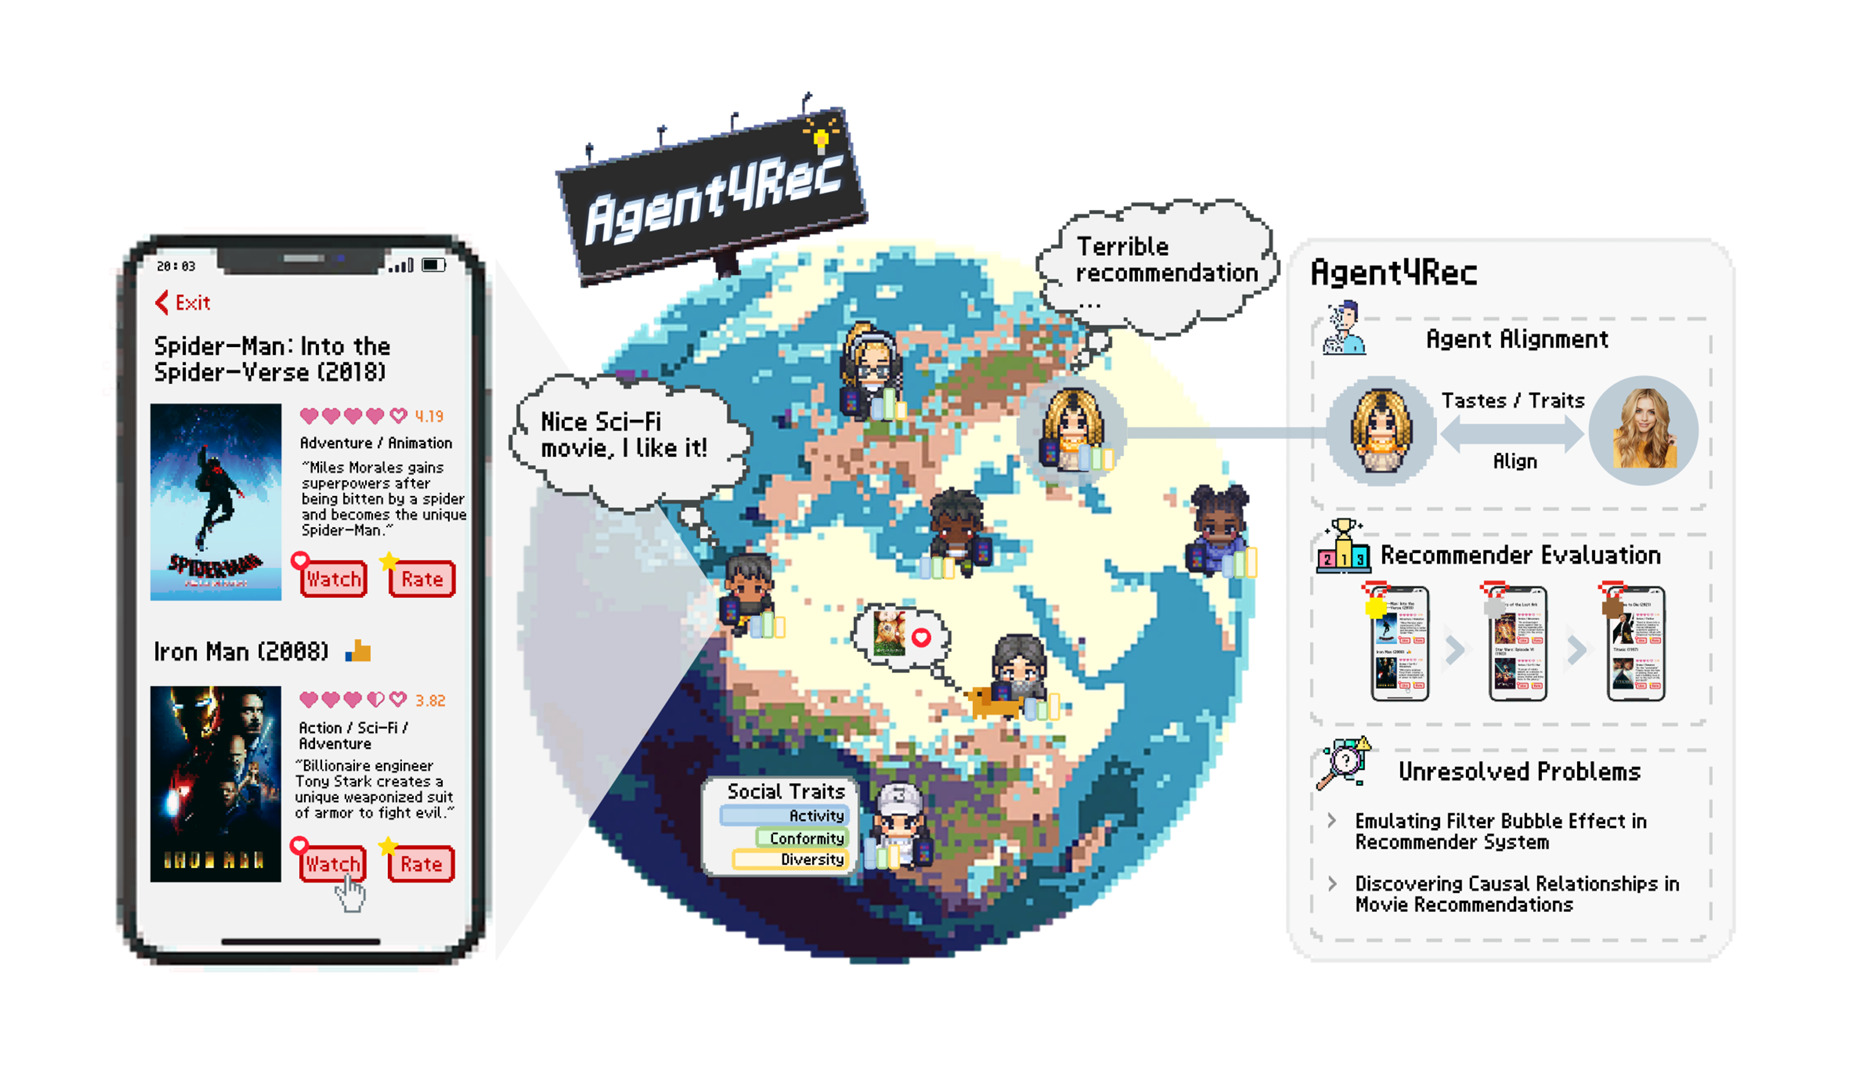 Agent4Rec
20:03
Exit
Spider-Man: Into the
Spider-Verse (2018)
4.19
Adventure / Animation
"Miles Morales gains
superpowers after
being bitten by a spider
and becomes the unique
Spider-Man."
SPIDER-MAN
Watch
Rate
Iron Man (2008)
3.82
Action / Sci-Fi /
Adventure
"Billionaire engineer
Tony Stark creates a
unique weaponized suit
of armor to fight evil."
IRON MAN
Watch
Rate
Nice Sci-Fi
movie, I like it!
Terrible
recommendation
...
Social Traits
Activity
Conformity
Diversity
Agent4Rec
Agent Alignment
Tastes / Traits
Align
Recommender Evaluation
2 1 3
Unresolved Problems
Emulating Filter Bubble Effect in
Recommender System
Discovering Causal Relationships in
Movie Recommendations